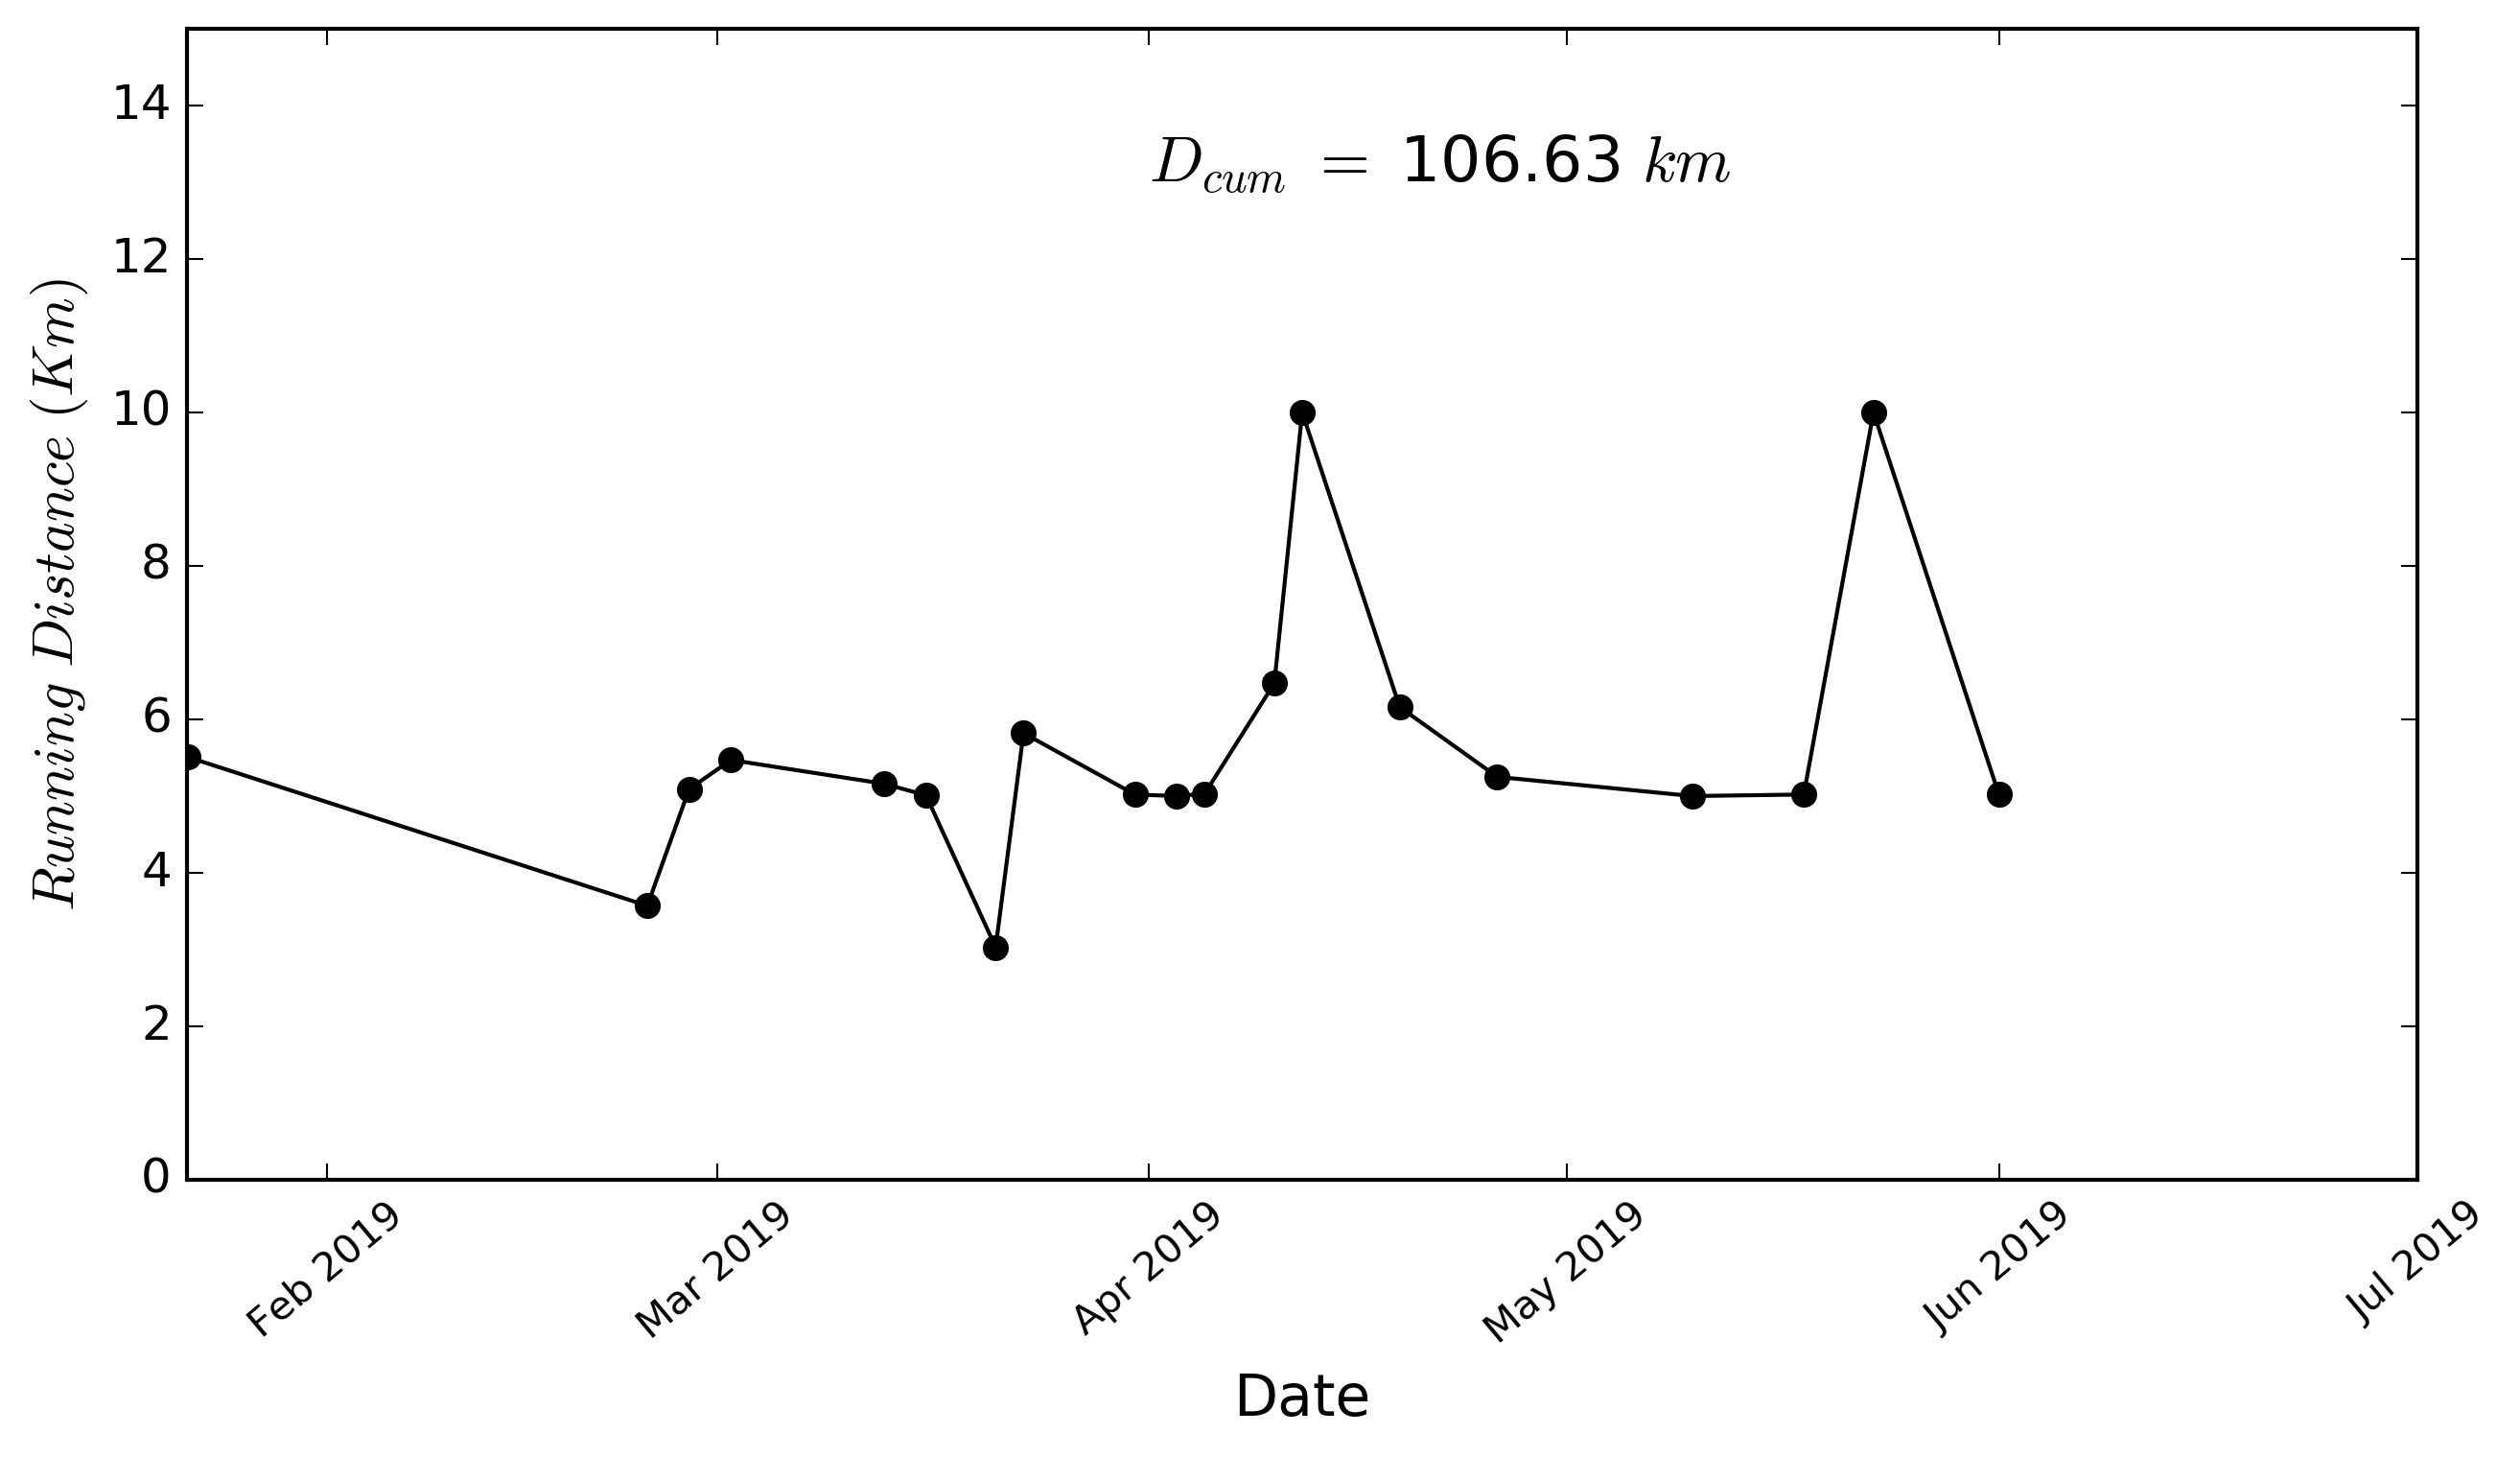 D_cum = 106.63 km
Running Distance (Km)
14
12
10
8
6
4
2
0
Feb 2019
Mar 2019
Apr 2019
May 2019
Jun 2019
Jul 2019
Date